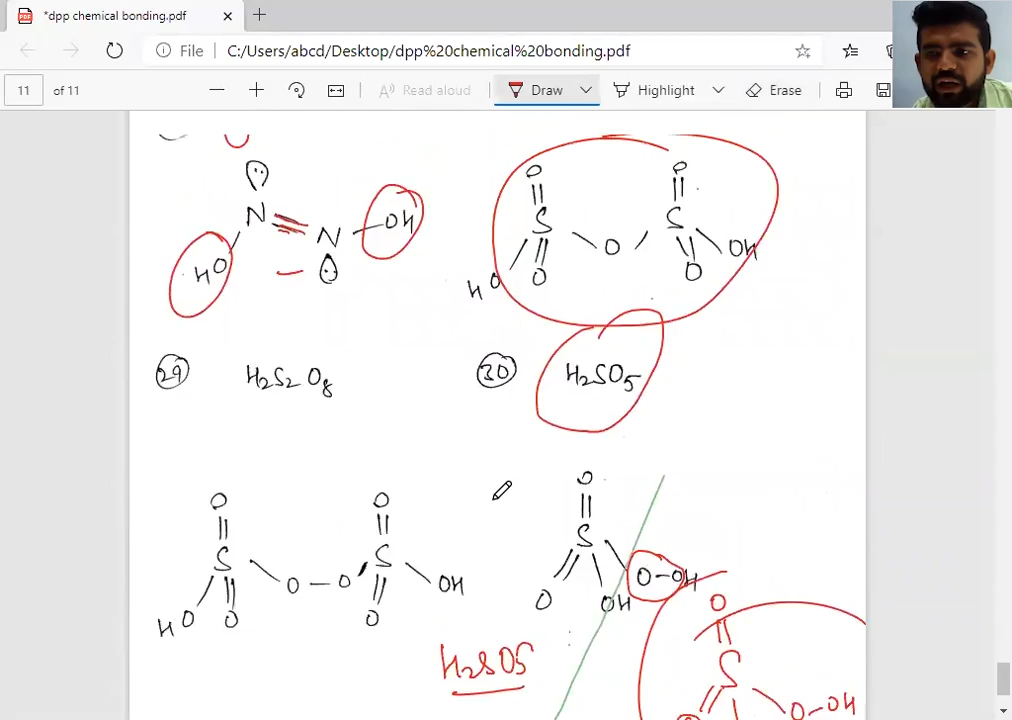 *dpp chemical bonding.pdf
File C:/Users/abcd/Desktop/dpp%20chemical%20bonding.pdf
11 of 11 Read aloud Draw Highlight Erase
N = N - OH
HO
O O
S O S
HO O O OH
29 H2S2O8 30 H2SO5
O O O
S O - O S S O - OH
HO O O OH O OH
H2SO5
O
S
O - OH